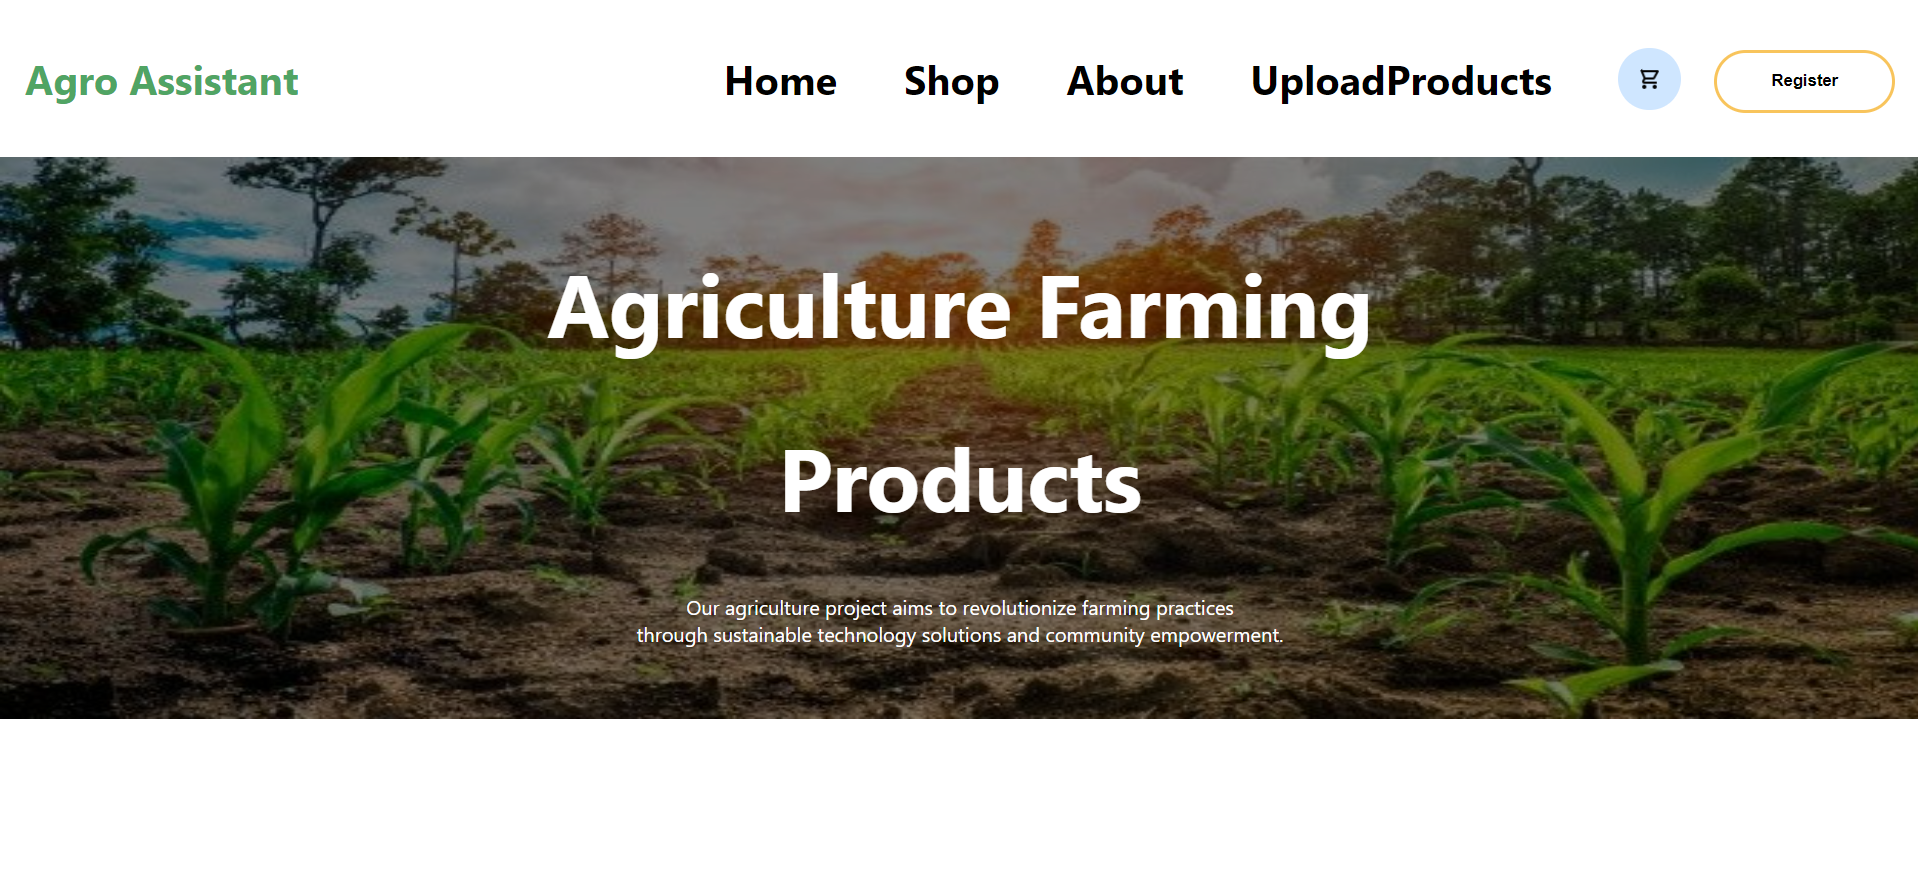 Agro Assistant
Home Shop About UploadProducts Register
Agriculture Farming
Products
Our agriculture project aims to revolutionize farming practices
through sustainable technology solutions and community empowerment.